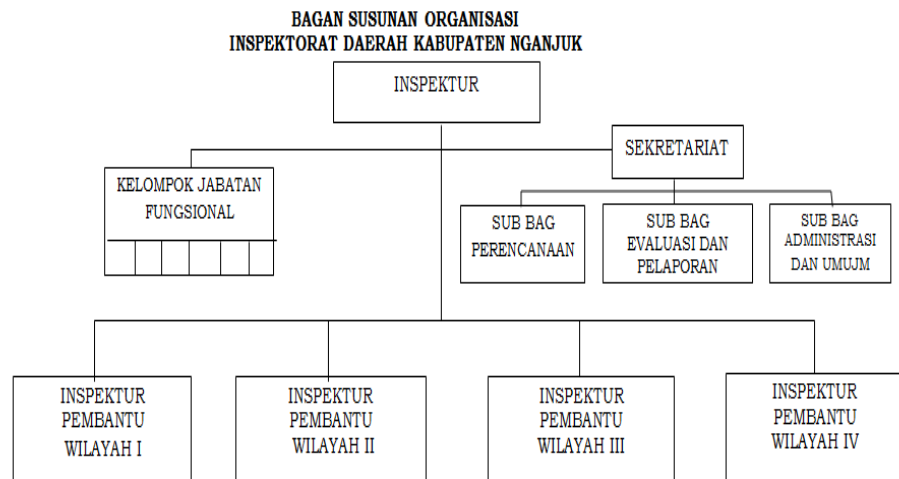 BAGAN SUSUNAN ORGANISASI
INSPEKTORAT DAERAH KABUPATEN NGANJUK
INSPEKTUR
SEKRETARIAT
KELOMPOK JABATAN
FUNGSIONAL
SUB BAG
PERENCANAAN
SUB BAG
EVALUASI DAN
PELAPORAN
SUB BAG
ADMINISTRASI
DAN UMUJM
INSPEKTUR
PEMBANTU
WILAYAH I
INSPEKTUR
PEMBANTU
WILAYAH II
INSPEKTUR
PEMBANTU
WILAYAH III
INSPEKTUR
PEMBANTU
WILAYAH IV